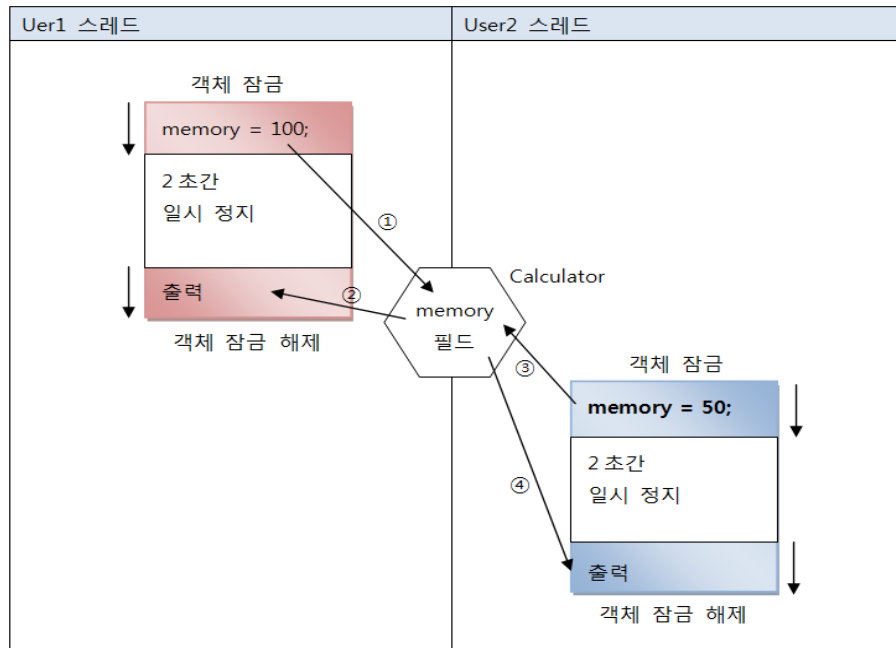 Uer1 스레드
User2 스레드
객체 잠금
memory = 100;
2초간
일시 정지
①
출력
②
객체 잠금 해제
Calculator
memory
필드
③
객체 잠금
memory = 50;
2초간
일시 정지
④
출력
객체 잠금 해제